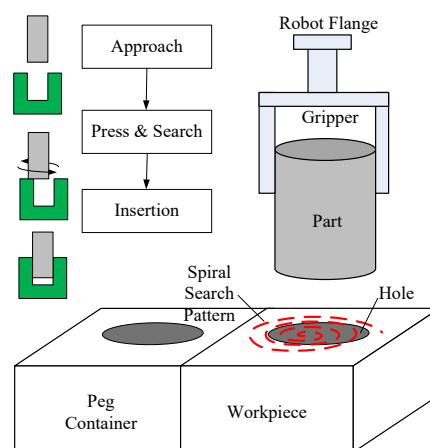 Robot Flange
Approach
Gripper
Press & Search
Insertion
Part
Spiral
Search
Pattern
Hole
Peg
Container
Workpiece